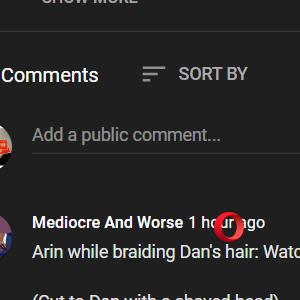 SHOW MORE
Comments
SORT BY
Add a public comment...
Mediocre And Worse 1 hour ago
Arin while braiding Dan's hair: Watc
(Cut to Dan with a shaved head)